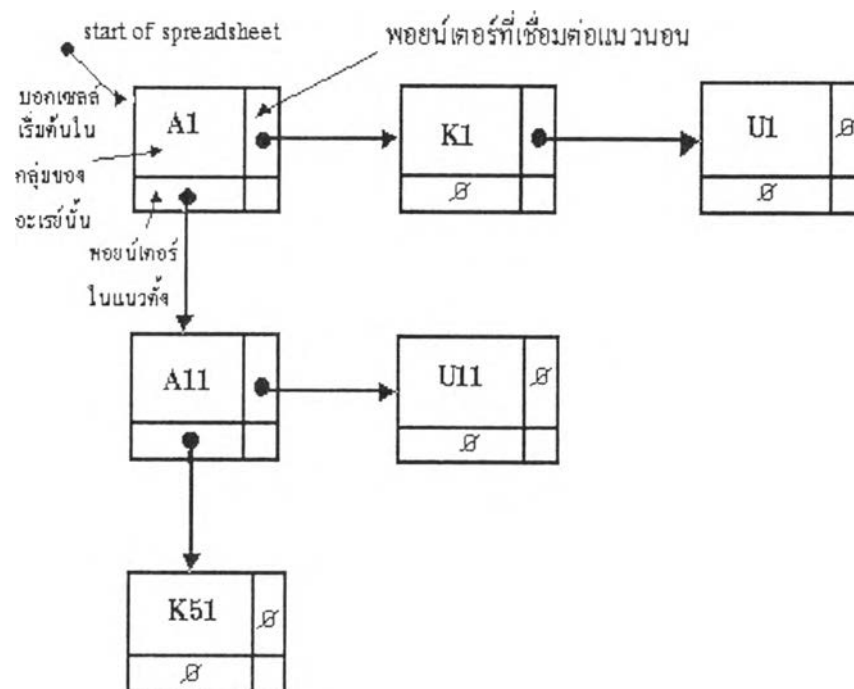 start of spreadsheet
พอยน์เตอร์ที่เชื่อมต่อแนวนอน
บอกเซลล์
เริ่มต้นใน
กลุ่มของ
อะเรย์นั้น
A1
K1
U1
Ø
Ø
Ø
พอยน์เตอร์
ในแนวตั้ง
A11
U11
Ø
Ø
K51
Ø
Ø